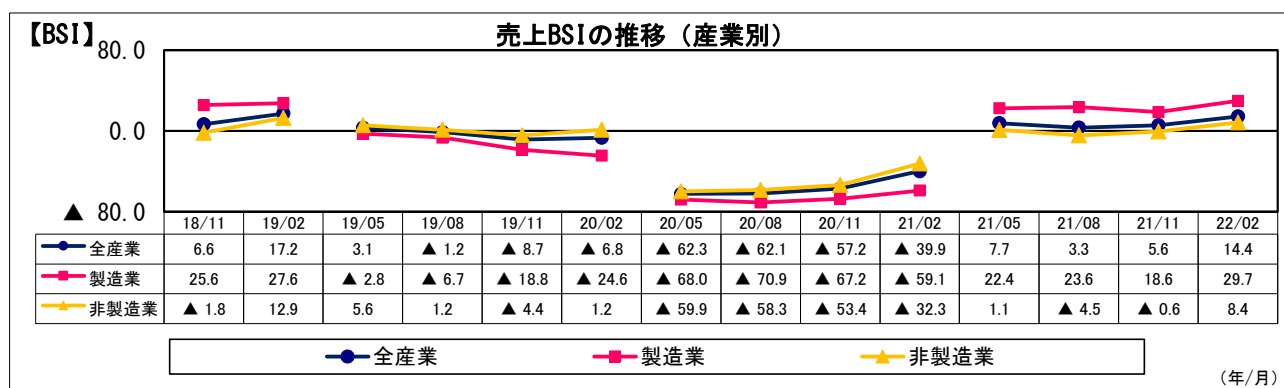 【BSI】 売上BSIの推移（産業別）
80.0
0.0
▲ 80.0
18/11 19/02 19/05 19/08 19/11 20/02 20/05 20/08 20/11 21/02 21/05 21/08 21/11 22/02
全産業 6.6 17.2 3.1 ▲ 1.2 ▲ 8.7 ▲ 6.8 ▲ 62.3 ▲ 62.1 ▲ 57.2 ▲ 39.9 7.7 3.3 5.6 14.4
製造業 25.6 27.6 ▲ 2.8 ▲ 6.7 ▲ 18.8 ▲ 24.6 ▲ 68.0 ▲ 70.9 ▲ 67.2 ▲ 59.1 22.4 23.6 18.6 29.7
非製造業 ▲ 1.8 12.9 5.6 1.2 ▲ 4.4 1.2 ▲ 59.9 ▲ 58.3 ▲ 53.4 ▲ 32.3 1.1 ▲ 4.5 ▲ 0.6 8.4
全産業 製造業 非製造業
(年/月)